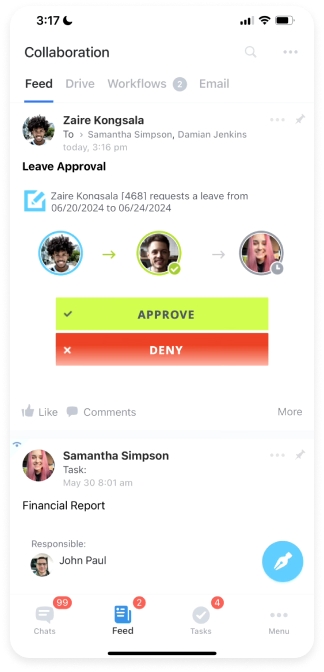 3:17
Collaboration
Feed Drive Workflows 2 Email
Zaire Kongsala
To > Samantha Simpson, Damian Jenkins
today, 3:16 pm
Leave Approval
Zaire Kongsala [468] requests a leave from
06/20/2024 to 06/24/2024
APPROVE
DENY
Like Comments More
Samantha Simpson
Task:
May 30 8:01 am
Financial Report
Responsible:
John Paul
99 2 4
Chats Feed Tasks Menu